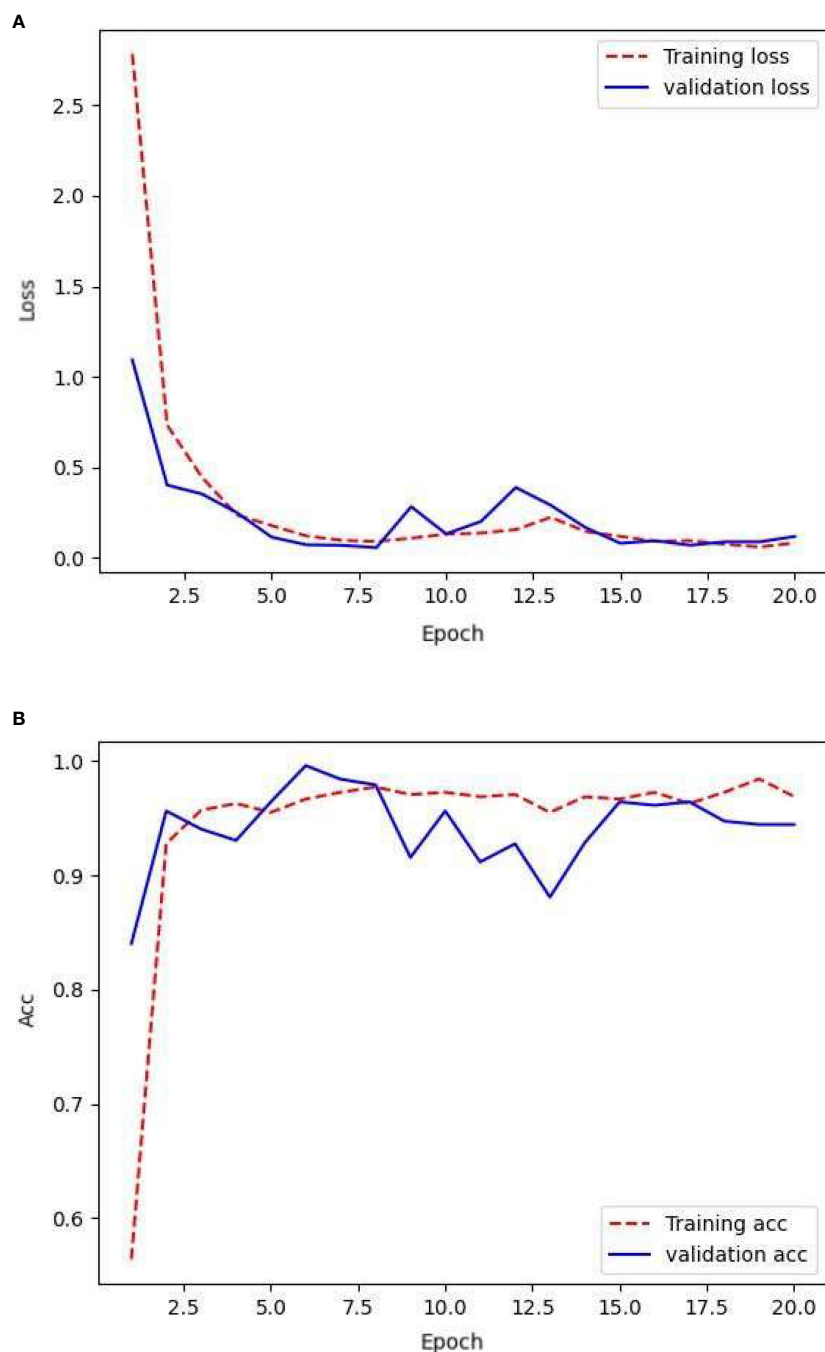 A
Training loss
validation loss
2.5
2.0
1.5
1.0
0.5
0.0
Loss
2.5 5.0 7.5 10.0 12.5 15.0 17.5 20.0
Epoch
B
1.0
0.9
0.8
0.7
0.6
Acc
Training acc
validation acc
2.5 5.0 7.5 10.0 12.5 15.0 17.5 20.0
Epoch